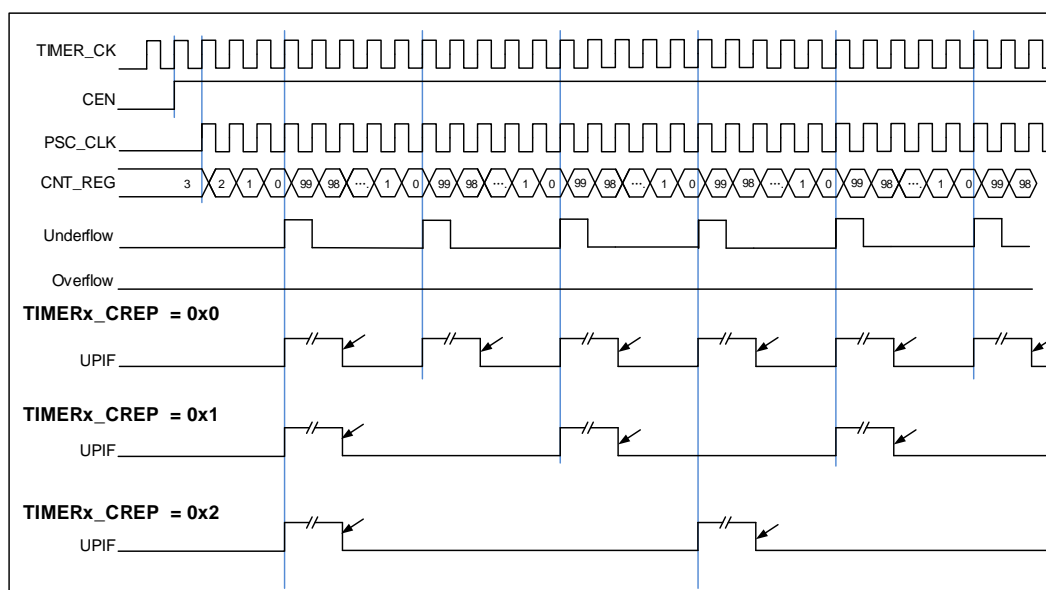 TIMER_CK
CEN
PSC_CLK
CNT_REG 3 2 1 0 99 98 .... 1 0 99 98 .... 1 0 99 98 .... 1 0 99 98 .... 1 0 99 98 .... 1 0 99 98
Underflow
Overflow
TIMERx_CREP = 0x0
UPIF
TIMERx_CREP = 0x1
UPIF
TIMERx_CREP = 0x2
UPIF